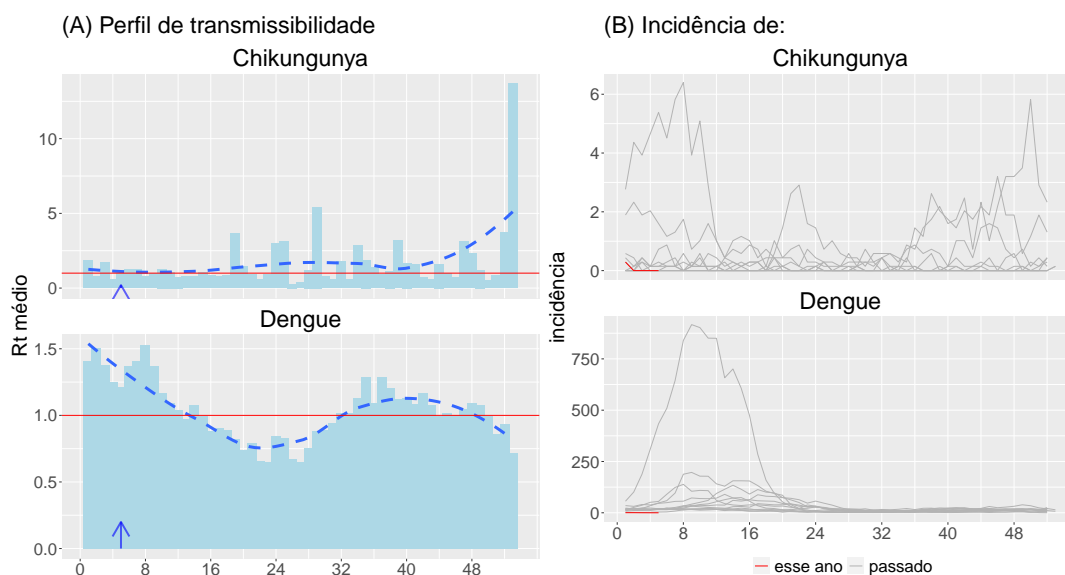 (A) Perfil de transmissibilidade
Chikungunya
10
5
1
0
Dengue
1.5
1.0
0.5
0.0
0 8 16 24 32 40 48
Rt médio
(B) Incidência de:
Chikungunya
6
4
2
0
Dengue
750
500
250
0
0 8 16 24 32 40 48
incidência
esse ano passado